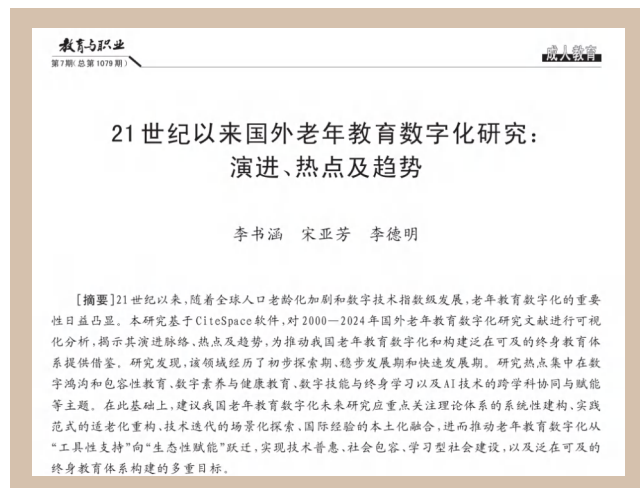 教育与职业
第7期(总第1079期)
成人教育
21世纪以来国外老年教育数字化研究:
演进、热点及趋势
李书涵 宋亚芳 李德明
[摘要]21世纪以来,随着全球人口老龄化加剧和数字技术指数级发展,老年教育数字化的重要
性日益凸显。本研究基于CiteSpace软件,对2000—2024年国外老年教育数字化研究文献进行可视
化分析,揭示其演进脉络、热点及趋势,为推动我国老年教育数字化和构建泛在可及的终身教育体
系提供借鉴。研究发现,该领域经历了初步探索期、稳步发展期和快速发展期。研究热点集中在数
字鸿沟和包容性教育、数字素养与健康教育、数字技能与终身学习以及AI技术的跨学科协同与赋能
等主题。在此基础上,建议我国老年教育数字化未来研究应重点关注理论体系的系统性建构、实践
范式的适老化重构、技术迭代的场景化探索、国际经验的本土化融合,进而推动老年教育数字化从
“工具性支持”向“生态性赋能”跃迁,实现技术普惠、社会包容、学习型社会建设,以及泛在可及的
终身教育体系构建的多重目标。